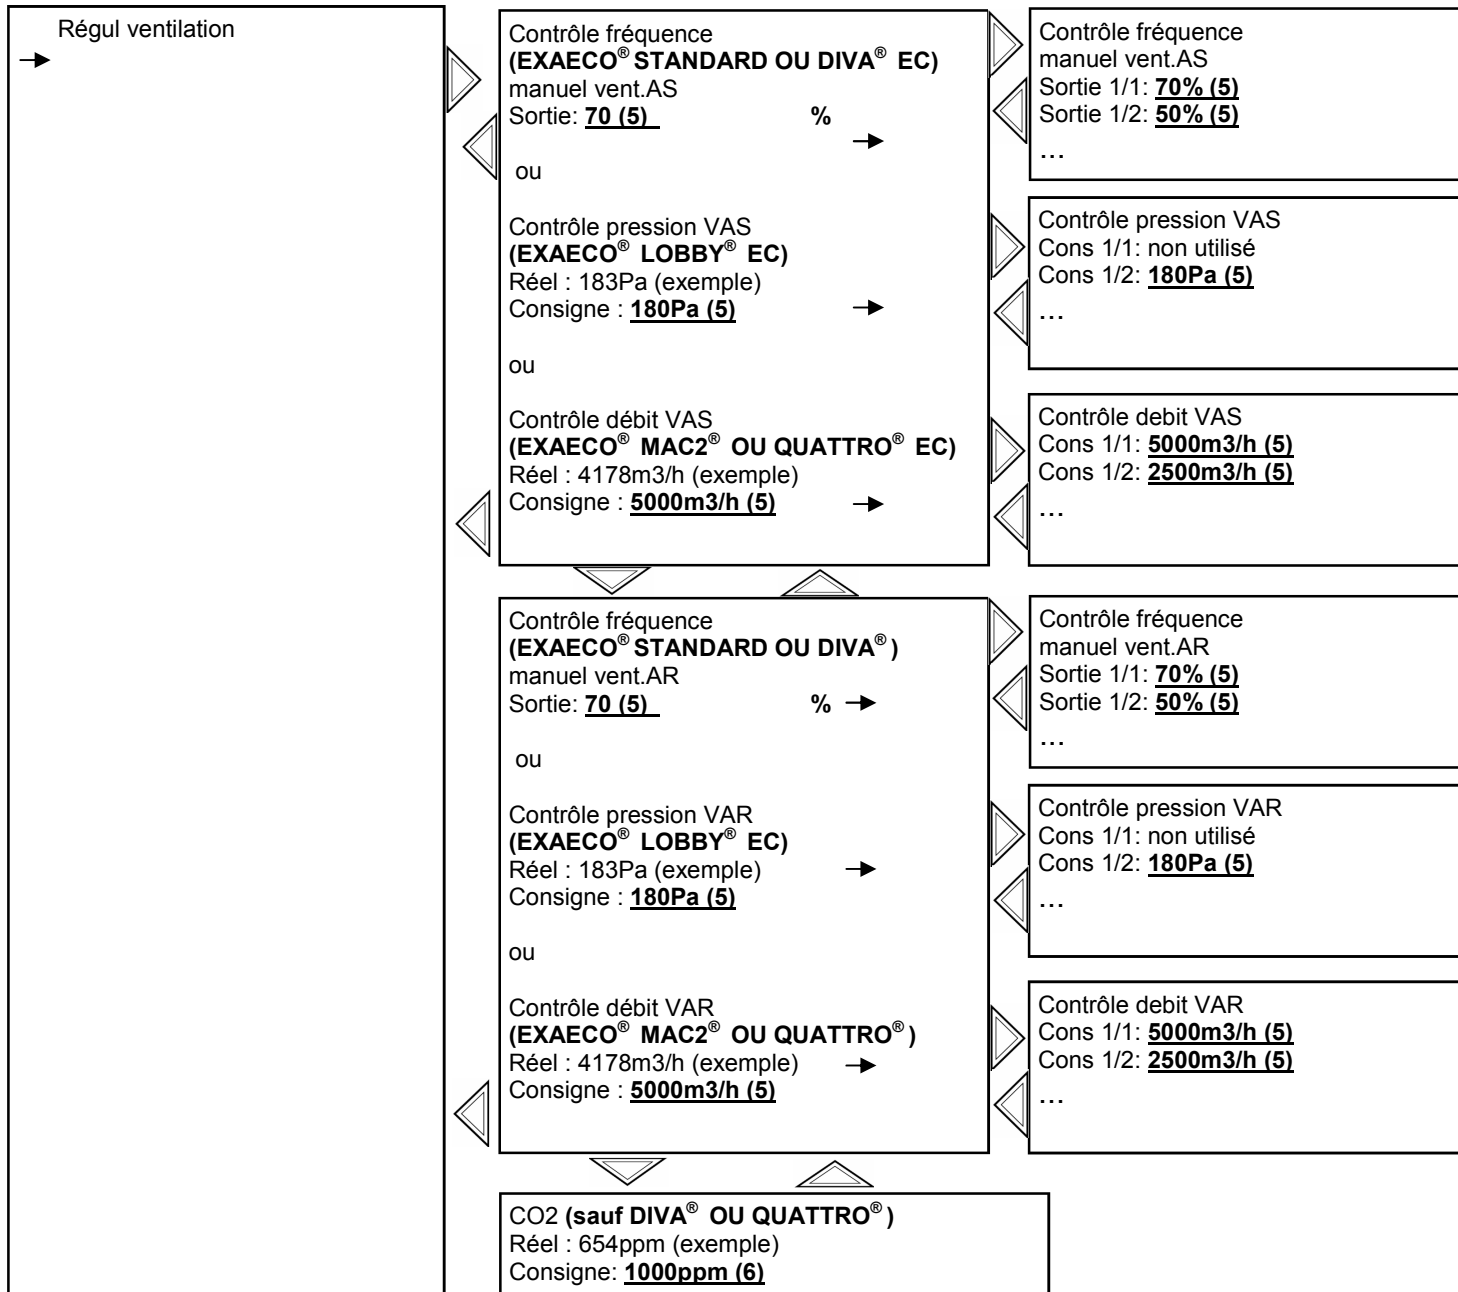 Régul ventilation
Contrôle fréquence
(EXAECO® STANDARD OU DIVA® EC)
manuel vent.AS
Sortie: 70 (5) %
ou
Contrôle pression VAS
(EXAECO® LOBBY® EC)
Réel : 183Pa (exemple)
Consigne : 180Pa (5)
ou
Contrôle débit VAS
(EXAECO® MAC2® OU QUATTRO® EC)
Réel : 4178m3/h (exemple)
Consigne : 5000m3/h (5)
Contrôle fréquence
manuel vent.AS
Sortie 1/1: 70% (5)
Sortie 1/2: 50% (5)
...
Contrôle pression VAS
Cons 1/1: non utilisé
Cons 1/2: 180Pa (5)
...
Contrôle debit VAS
Cons 1/1: 5000m3/h (5)
Cons 1/2: 2500m3/h (5)
...
Contrôle fréquence
(EXAECO® STANDARD OU DIVA® )
manuel vent.AR
Sortie: 70 (5) %
ou
Contrôle pression VAR
(EXAECO® LOBBY® EC)
Réel : 183Pa (exemple)
Consigne : 180Pa (5)
ou
Contrôle débit VAR
(EXAECO® MAC2® OU QUATTRO® )
Réel : 4178m3/h (exemple)
Consigne : 5000m3/h (5)
Contrôle fréquence
manuel vent.AR
Sortie 1/1: 70% (5)
Sortie 1/2: 50% (5)
...
Contrôle pression VAR
Cons 1/1: non utilisé
Cons 1/2: 180Pa (5)
...
Contrôle debit VAR
Cons 1/1: 5000m3/h (5)
Cons 1/2: 2500m3/h (5)
...
CO2 (sauf DIVA® OU QUATTRO® )
Réel : 654ppm (exemple)
Consigne: 1000ppm (6)